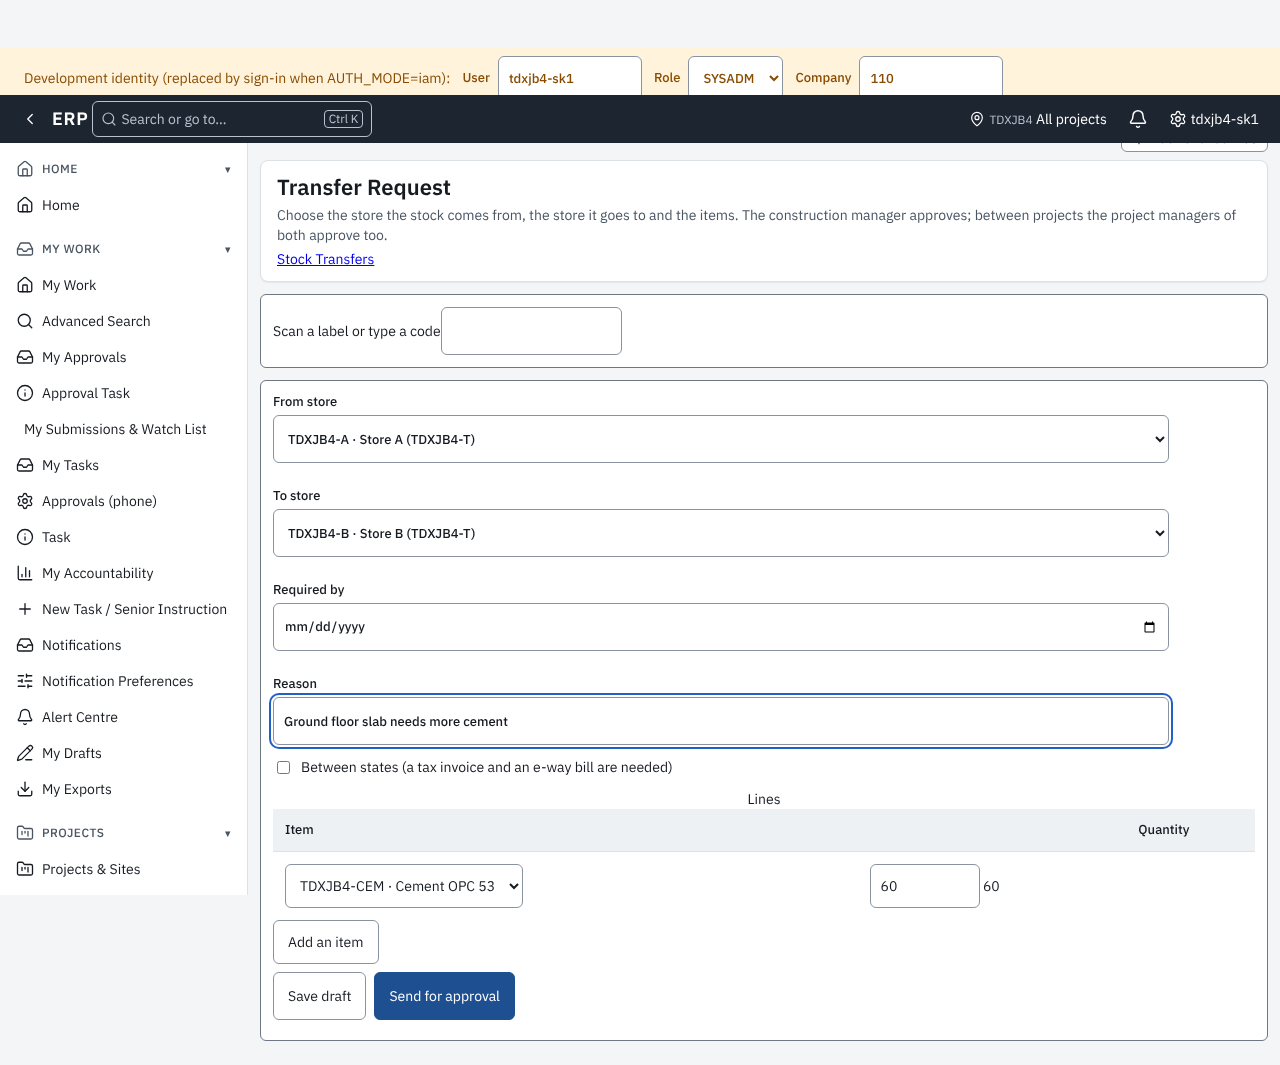 Development identity (replaced by sign-in when AUTH_MODE=iam): User tdxjb4-sk1 Role SYSADM Company 110
ERP Search or go to... Ctrl K TDXJB4 All projects tdxjb4-sk1
HOME
Home
MY WORK
My Work
Advanced Search
My Approvals
Approval Task
My Submissions & Watch List
My Tasks
Approvals (phone)
Task
My Accountability
New Task / Senior Instruction
Notifications
Notification Preferences
Alert Centre
My Drafts
My Exports
PROJECTS
Projects & Sites
Transfer Request
Choose the store the stock comes from, the store it goes to and the items. The construction manager approves; between projects the project managers of
both approve too.
Stock Transfers
Scan a label or type a code
From store
TDXJB4-A · Store A (TDXJB4-T)
To store
TDXJB4-B · Store B (TDXJB4-T)
Required by
mm/dd/yyyy
Reason
Ground floor slab needs more cement
Between states (a tax invoice and an e-way bill are needed)
Lines
Item Quantity
TDXJB4-CEM · Cement OPC 53 60 60
Add an item
Save draft Send for approval